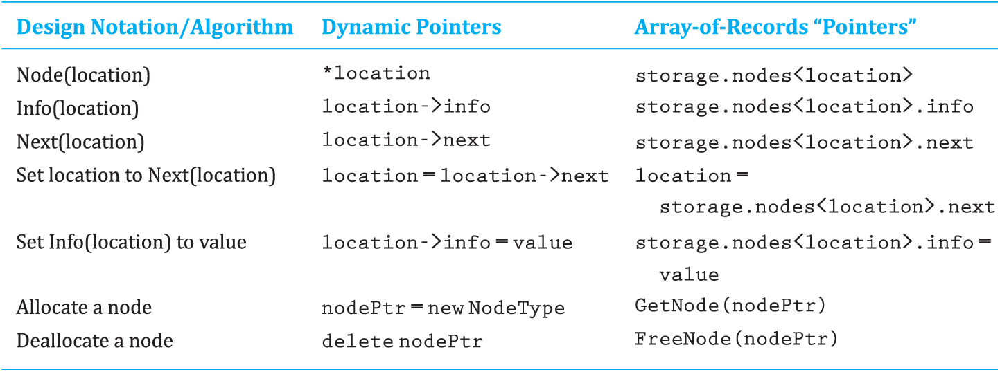 Design Notation/Algorithm Dynamic Pointers Array-of-Records “Pointers”
Node(location) *location storage.nodes<location>
Info(location) location->info storage.nodes<location>.info
Next(location) location->next storage.nodes<location>.next
Set location to Next(location) location = location->next location =
storage.nodes<location>.next
Set Info(location) to value location->info = value storage.nodes<location>.info =
value
Allocate a node nodePtr = new NodeType GetNode(nodePtr)
Deallocate a node delete nodePtr FreeNode(nodePtr)